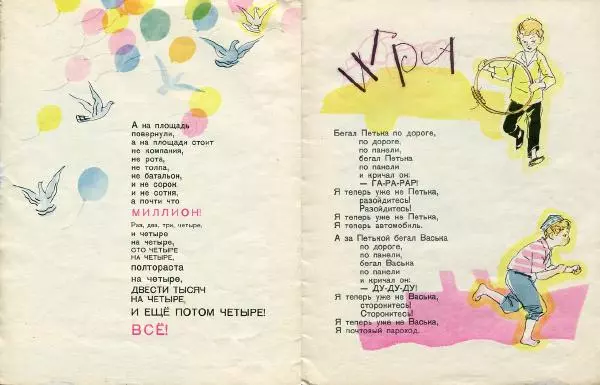 А на площадь
повернули,
а на площади стоит
не компания,
не рота,
не толпа,
не батальон,
и не сорок
и не сотня,
а почти что
МИЛЛИОН!
Раз, два, три, четыре,
и четыре
на четыре,
СТО ЧЕТЫРЕ
НА ЧЕТЫРЕ,
ПОЛТОРАСТА
на четыре,
ДВЕСТИ ТЫСЯЧ
НА ЧЕТЫРЕ,
И ЕЩЁ ПОТОМ ЧЕТЫРЕ!
ВСЁ!
ИГРА
Бегал Петька по дороге,
по дороге,
по панели,
бегал Петька
по панели
и кричал он:
— ГА-РА-РАР!
Я теперь уже не Петька,
разойдитесь!
Разойдитесь!
Я теперь уже не Петька,
Я теперь автомобиль.
А за Петькой бегал Васька
по дороге,
по панели,
бегал Васька
по панели
и кричал он:
— ДУ-ДУ-ДУ!
Я теперь уже не Васька,
сторонитесь!
Сторонитесь!
Я теперь уже не Васька,
Я почтовый пароход.